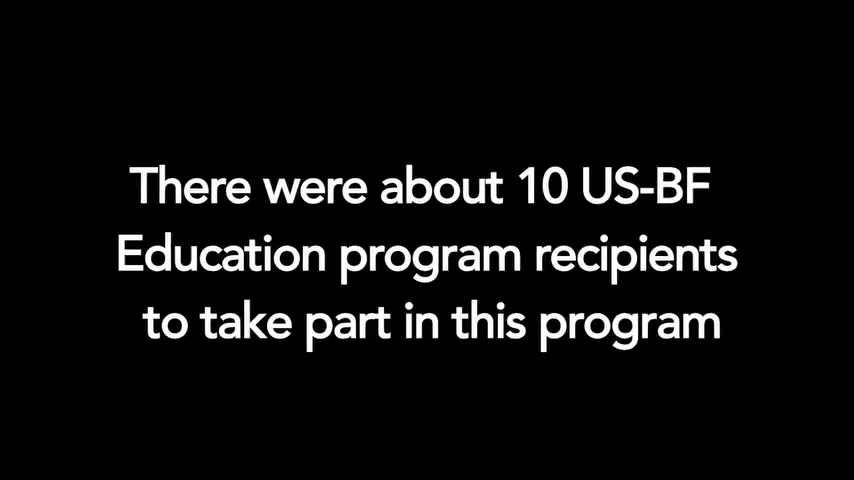 There were about 10 US-BF
Education program recipients
to take part in this program